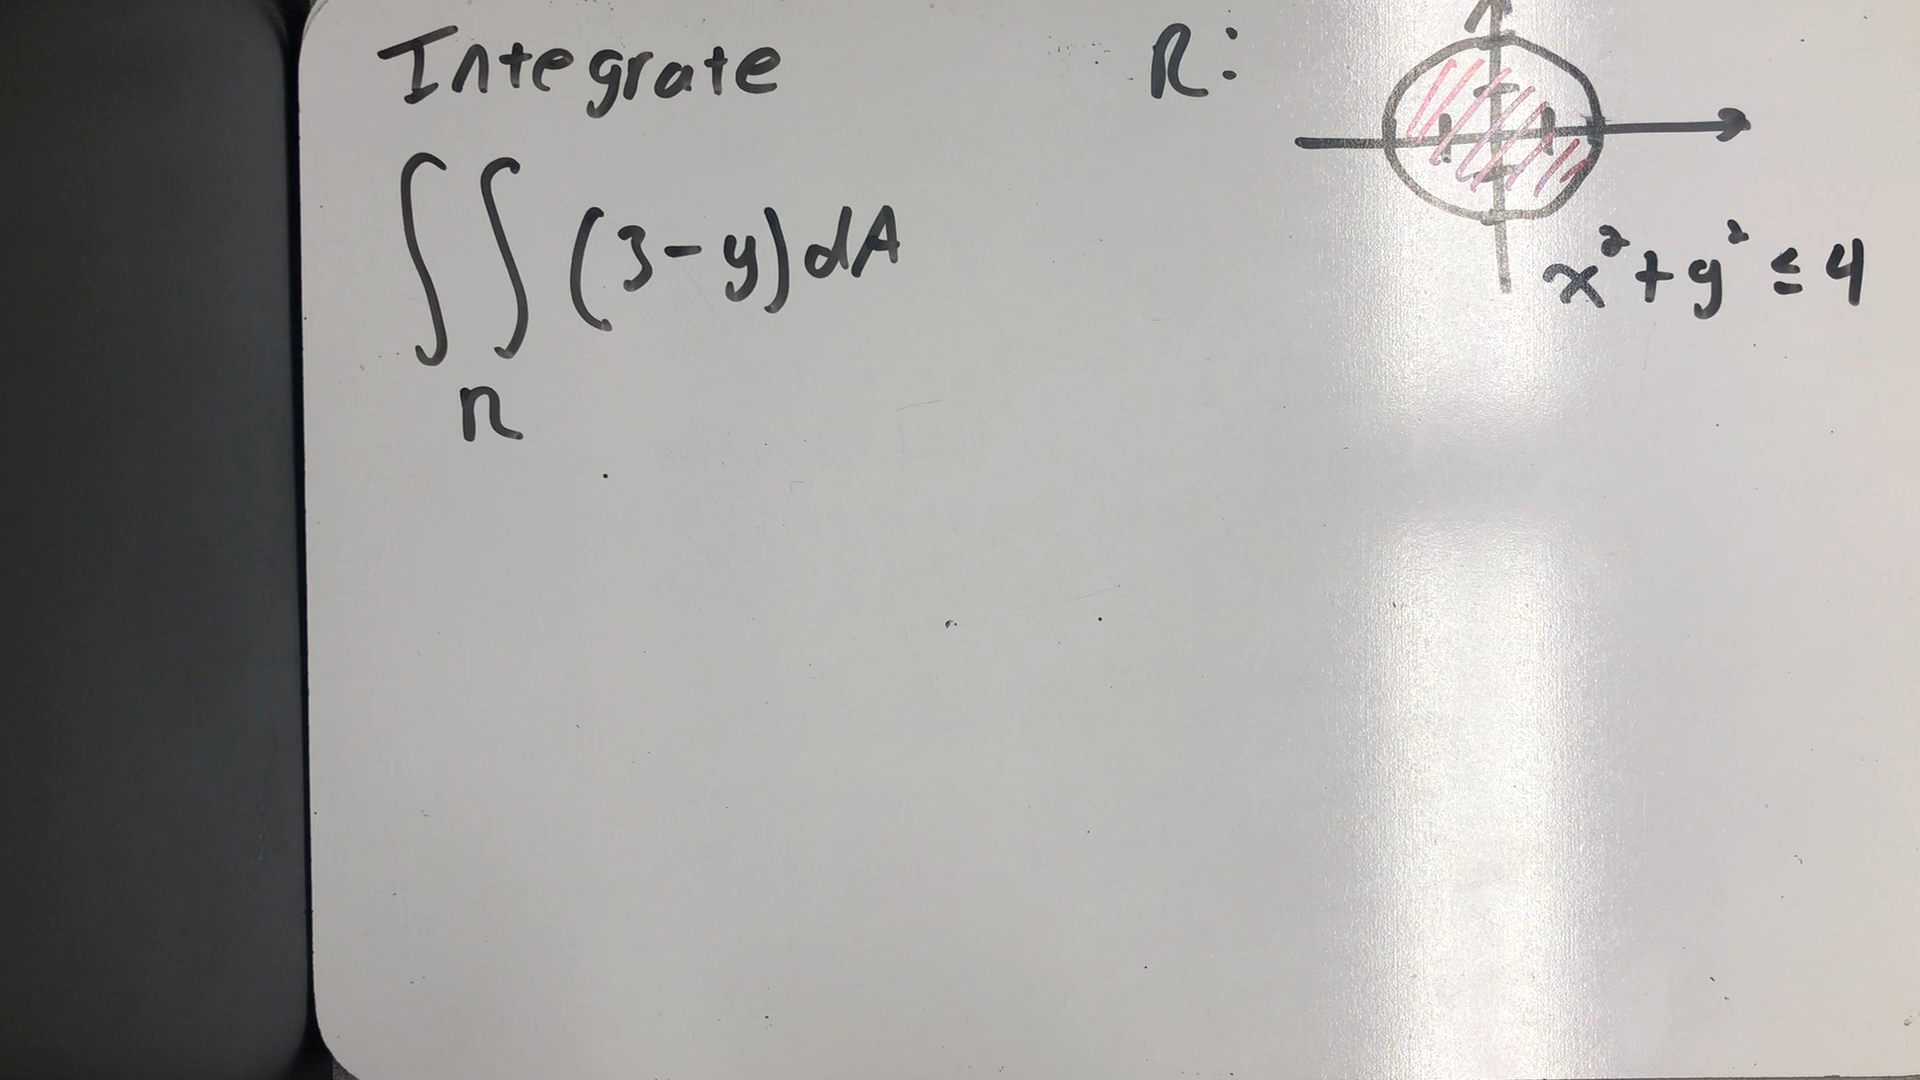 Integrate
R:
∫∫ (3-y)dA
R
x² + y² ≤ 4